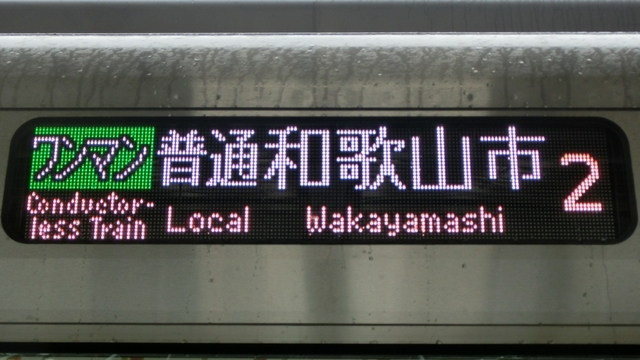 ワンマン 普通 和歌山市 2
Conductor-
less Train Local Wakayamashi